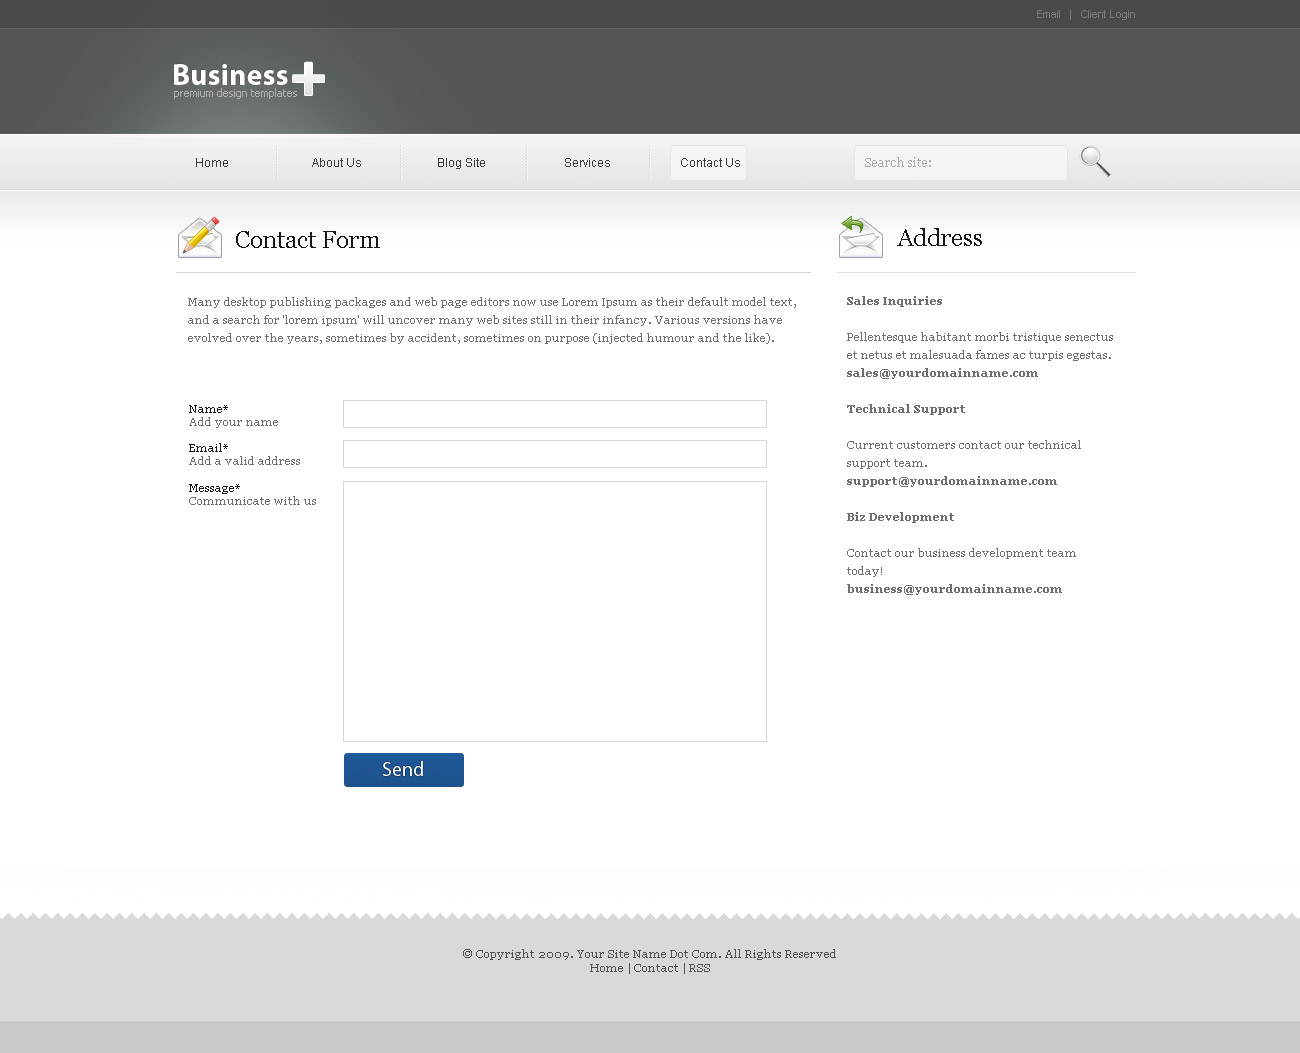 Email | Client Login
Business+
premium design templates
Home
About Us
Blog Site
Services
Contact Us
Search site:
Contact Form
Many desktop publishing packages and web page editors now use Lorem Ipsum as their default model text,
and a search for 'lorem ipsum' will uncover many web sites still in their infancy. Various versions have
evolved over the years, sometimes by accident, sometimes on purpose (injected humour and the like).
Name*
Add your name
Email*
Add a valid address
Message*
Communicate with us
Send
Address
Sales Inquiries
Pellentesque habitant morbi tristique senectus
et netus et malesuada fames ac turpis egestas.
sales@yourdomainname.com
Technical Support
Current customers contact our technical
support team.
support@yourdomainname.com
Biz Development
Contact our business development team
today!
business@yourdomainname.com
© Copyright 2009. Your Site Name Dot Com. All Rights Reserved
Home | Contact | RSS